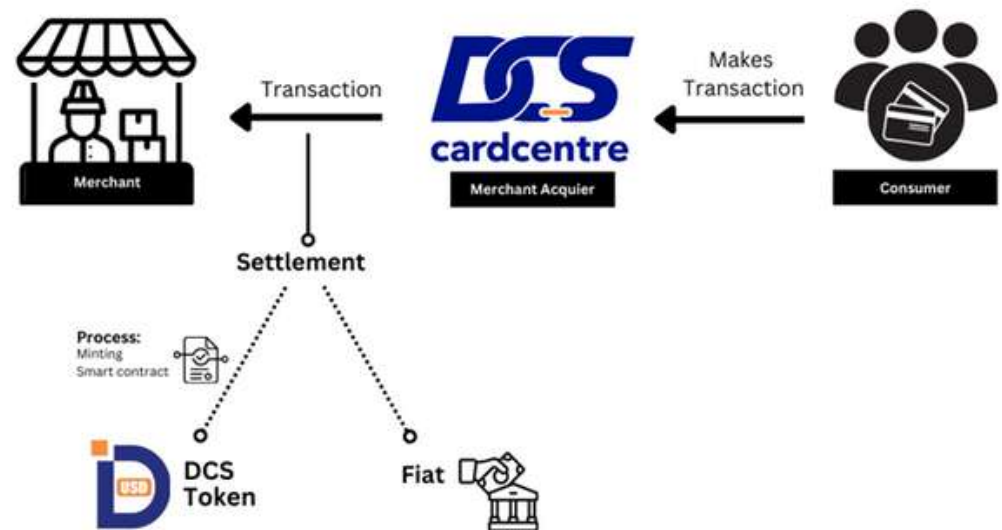 Transaction
DCS
cardcentre
Makes
Transaction
Merchant
Merchant Acquier
Consumer
Settlement
Process:
Minting
Smart contract
USD
DCS
Token
Fiat